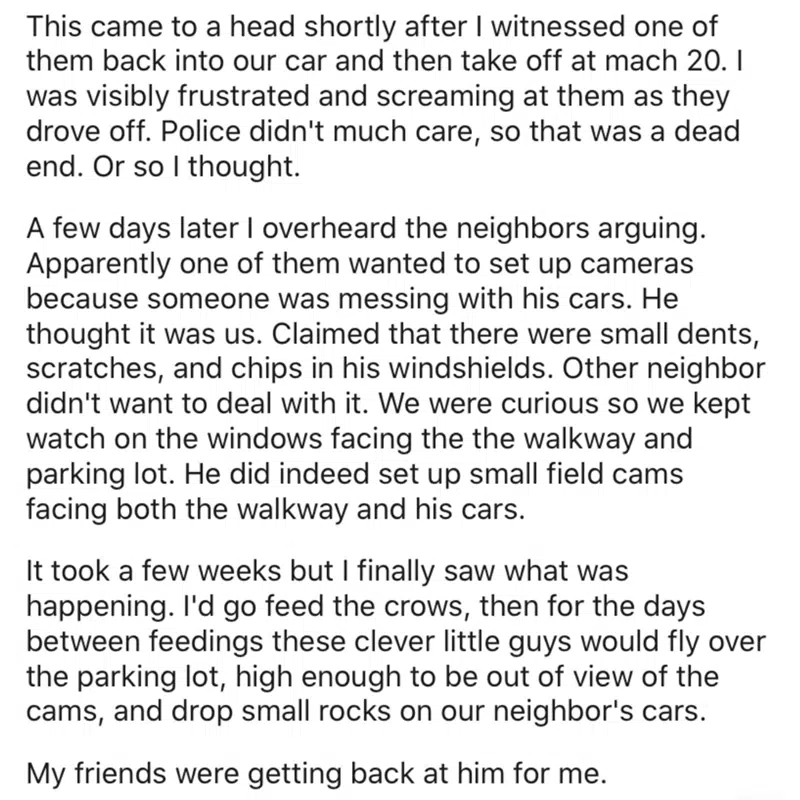 This came to a head shortly after I witnessed one of
them back into our car and then take off at mach 20. I
was visibly frustrated and screaming at them as they
drove off. Police didn't much care, so that was a dead
end. Or so I thought.
A few days later I overheard the neighbors arguing.
Apparently one of them wanted to set up cameras
because someone was messing with his cars. He
thought it was us. Claimed that there were small dents,
scratches, and chips in his windshields. Other neighbor
didn't want to deal with it. We were curious so we kept
watch on the windows facing the the walkway and
parking lot. He did indeed set up small field cams
facing both the walkway and his cars.
It took a few weeks but I finally saw what was
happening. I'd go feed the crows, then for the days
between feedings these clever little guys would fly over
the parking lot, high enough to be out of view of the
cams, and drop small rocks on our neighbor's cars.
My friends were getting back at him for me.